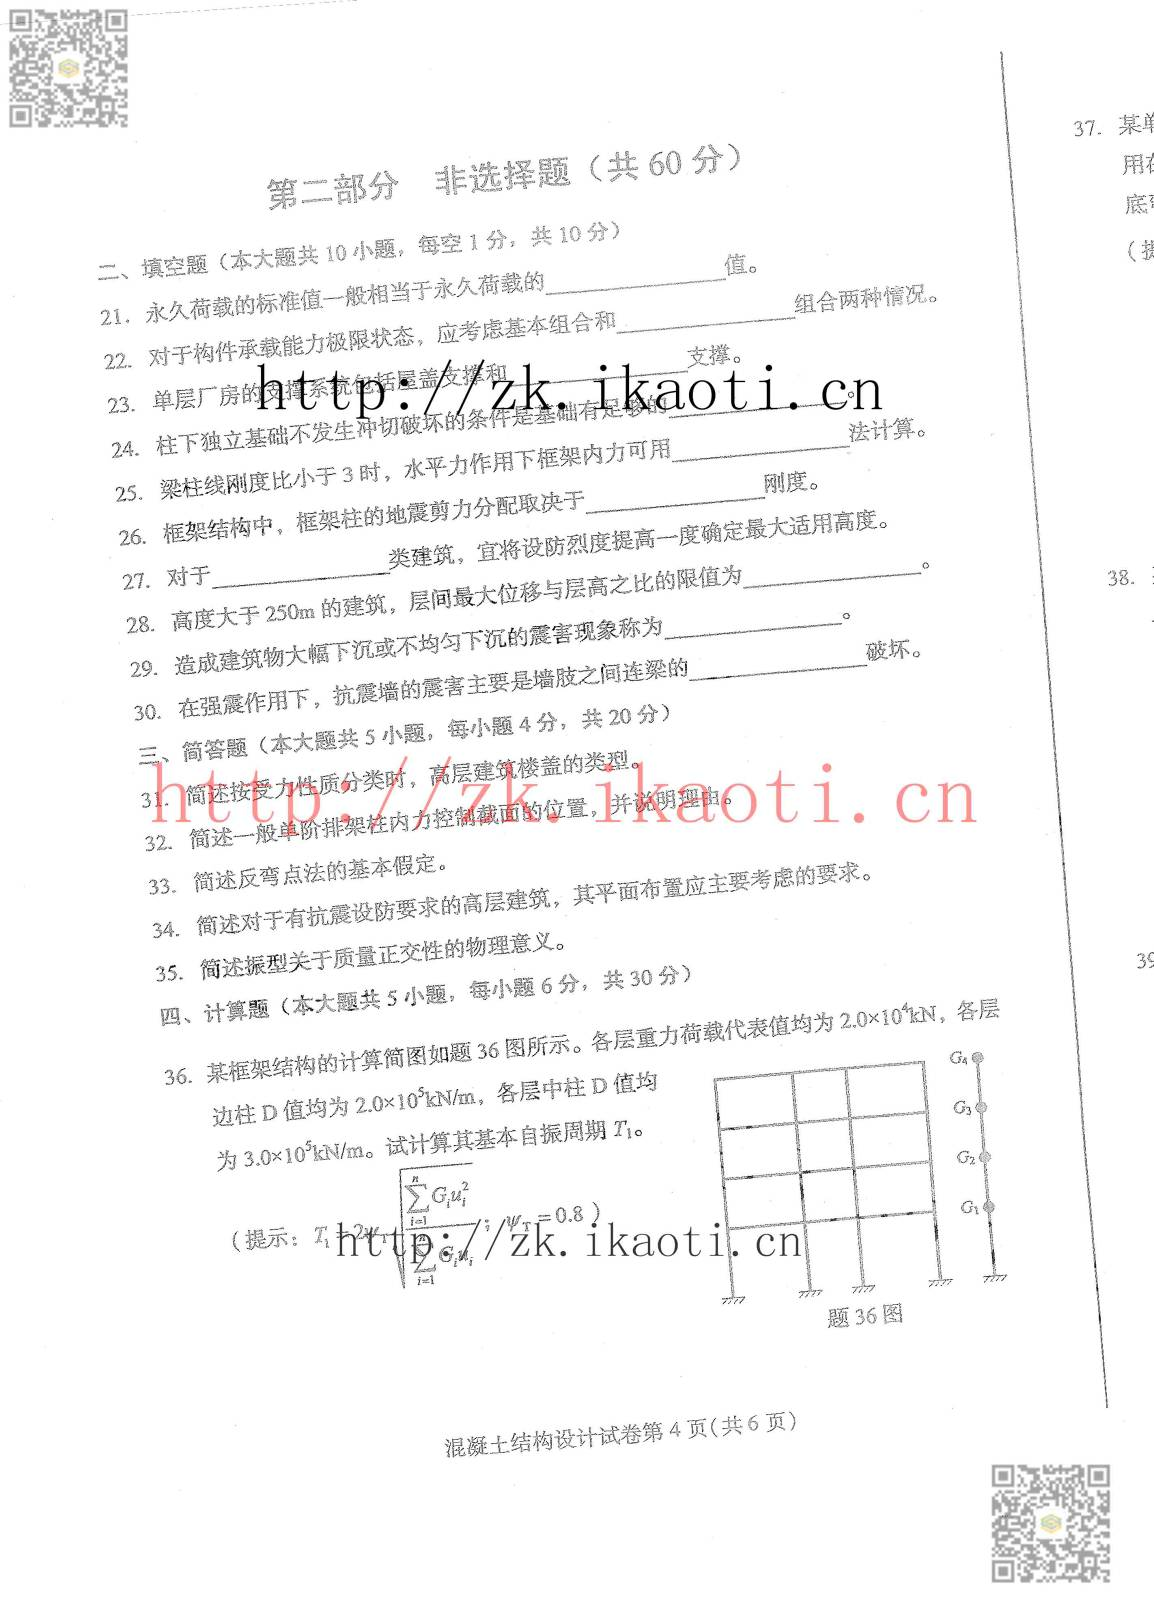 第二部分 非选择题（共 60 分）
二、填空题（本大题共 10 小题，每空 1 分，共 10 分）
21. 永久荷载的标准值一般相当于永久荷载的________值。
22. 对于构件承载能力极限状态，应考虑基本组合和________组合两种情况。
23. 单层厂房的支撑系统包括屋盖支撑和________支撑。
24. 柱下独立基础不发生冲切破坏的条件是基础有足够的________。
25. 梁柱线刚度比小于 3 时，水平力作用下框架内力可用________法计算。
26. 框架结构中，框架柱的地震剪力分配取决于________刚度。
27. 对于________类建筑，宜将设防烈度提高一度确定最大适用高度。
28. 高度大于 250m 的建筑，层间最大位移与层高之比的限值为________。
29. 造成建筑物大幅下沉或不均匀下沉的震害现象称为________。
30. 在强震作用下，抗震墙的震害主要是墙肢之间连梁的________破坏。
三、简答题（本大题共 5 小题，每小题 4 分，共 20 分）
31. 简述按受力性质分类时，高层建筑楼盖的类型。
32. 简述一般单阶排架柱内力控制截面的位置，并说明理由。
33. 简述反弯点法的基本假定。
34. 简述对于有抗震设防要求的高层建筑，其平面布置应主要考虑的要求。
35. 简述振型关于质量正交性的物理意义。
四、计算题（本大题共 5 小题，每小题 6 分，共 30 分）
36. 某框架结构的计算简图如题 36 图所示。各层重力荷载代表值均为 2.0×10⁴kN，各层
边柱 D 值均为 2.0×10⁵kN/m，各层中柱 D 值均
为 3.0×10⁵kN/m。试计算其基本自振周期 T₁。
（提示：T₁=2ψ_T√(∑ᵢ₌₁ⁿGᵢuᵢ²/∑ᵢ₌₁ⁿGᵢuᵢ)；ψ_T=0.8）
G₄
G₃
G₂
G₁
题 36 图
混凝土结构设计试卷第 4 页（共 6 页）
37. 某单
用在
底弯
38.
39
http://zk.ikaoti.cn
http://zk.ikaoti.cn
http://zk.ikaoti.cn